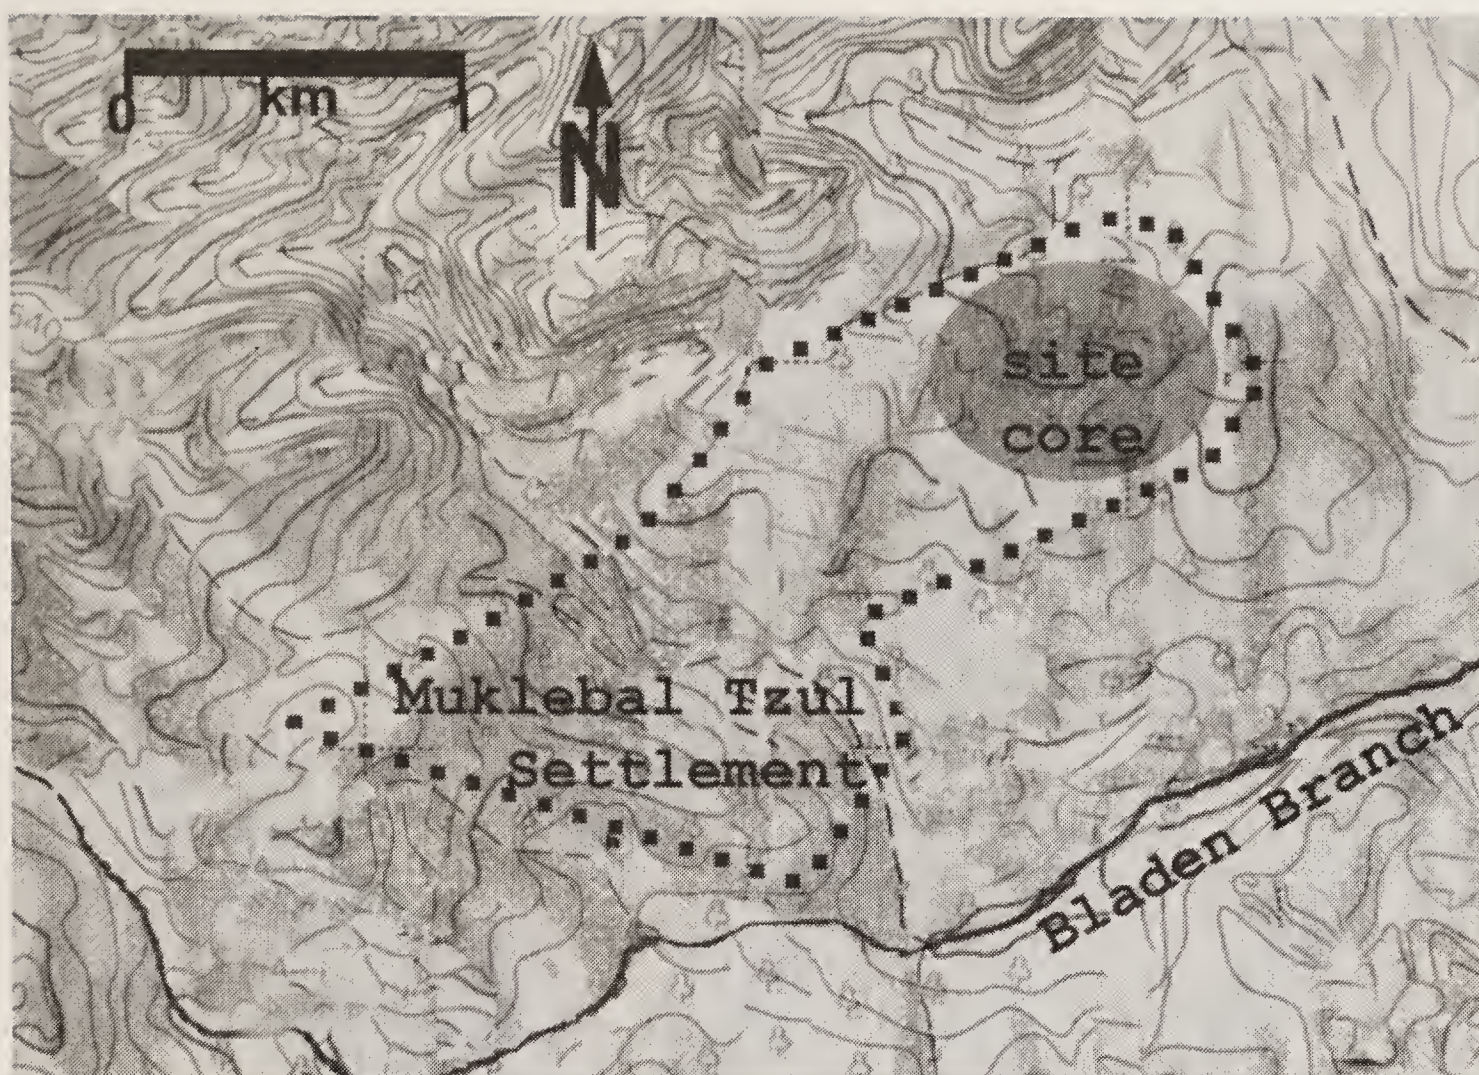 0 km
N
site
core
Muklebal Tzul
Settlement
Bladen Branch